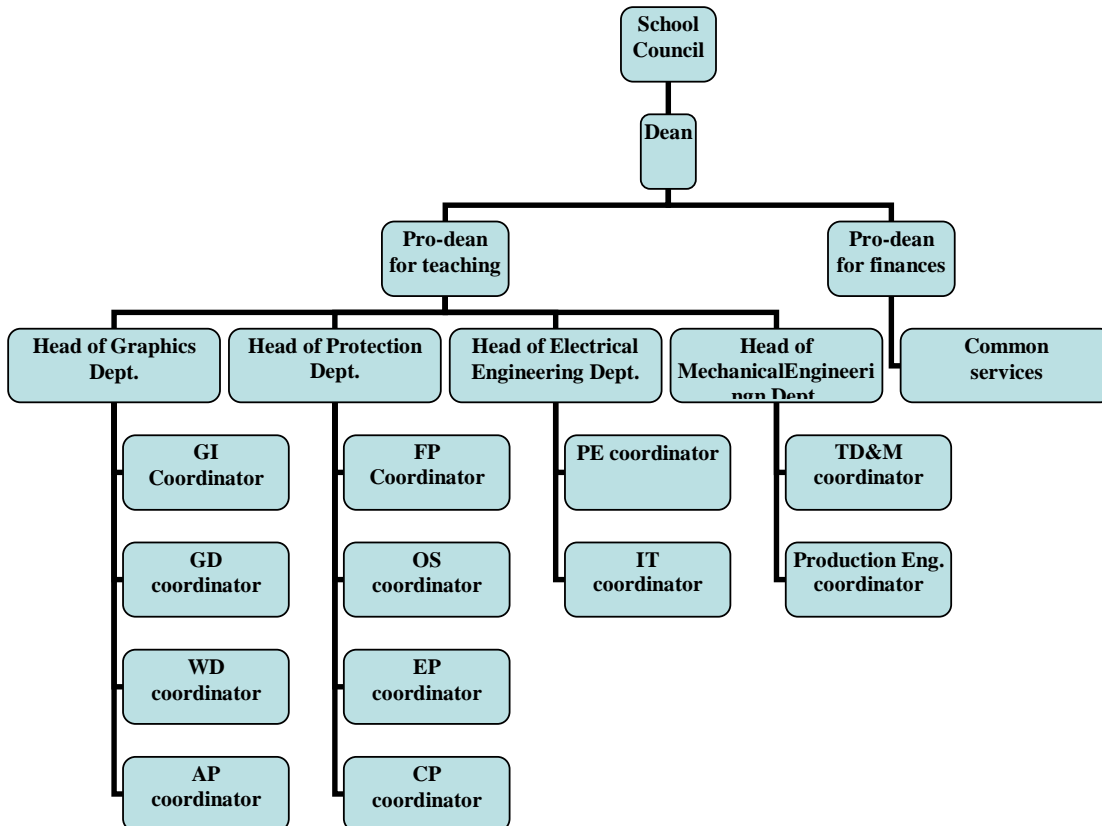 School
Council
Dean
Pro-dean
for teaching
Pro-dean
for finances
Head of Graphics
Dept.
Head of Protection
Dept.
Head of Electrical
Engineering Dept.
Head of
MechanicalEngineeri
ngn Dept
Common
services
GI
Coordinator
FP
Coordinator
PE coordinator
TD&M
coordinator
GD
coordinator
OS
coordinator
IT
coordinator
Production Eng.
coordinator
WD
coordinator
EP
coordinator
AP
coordinator
CP
coordinator